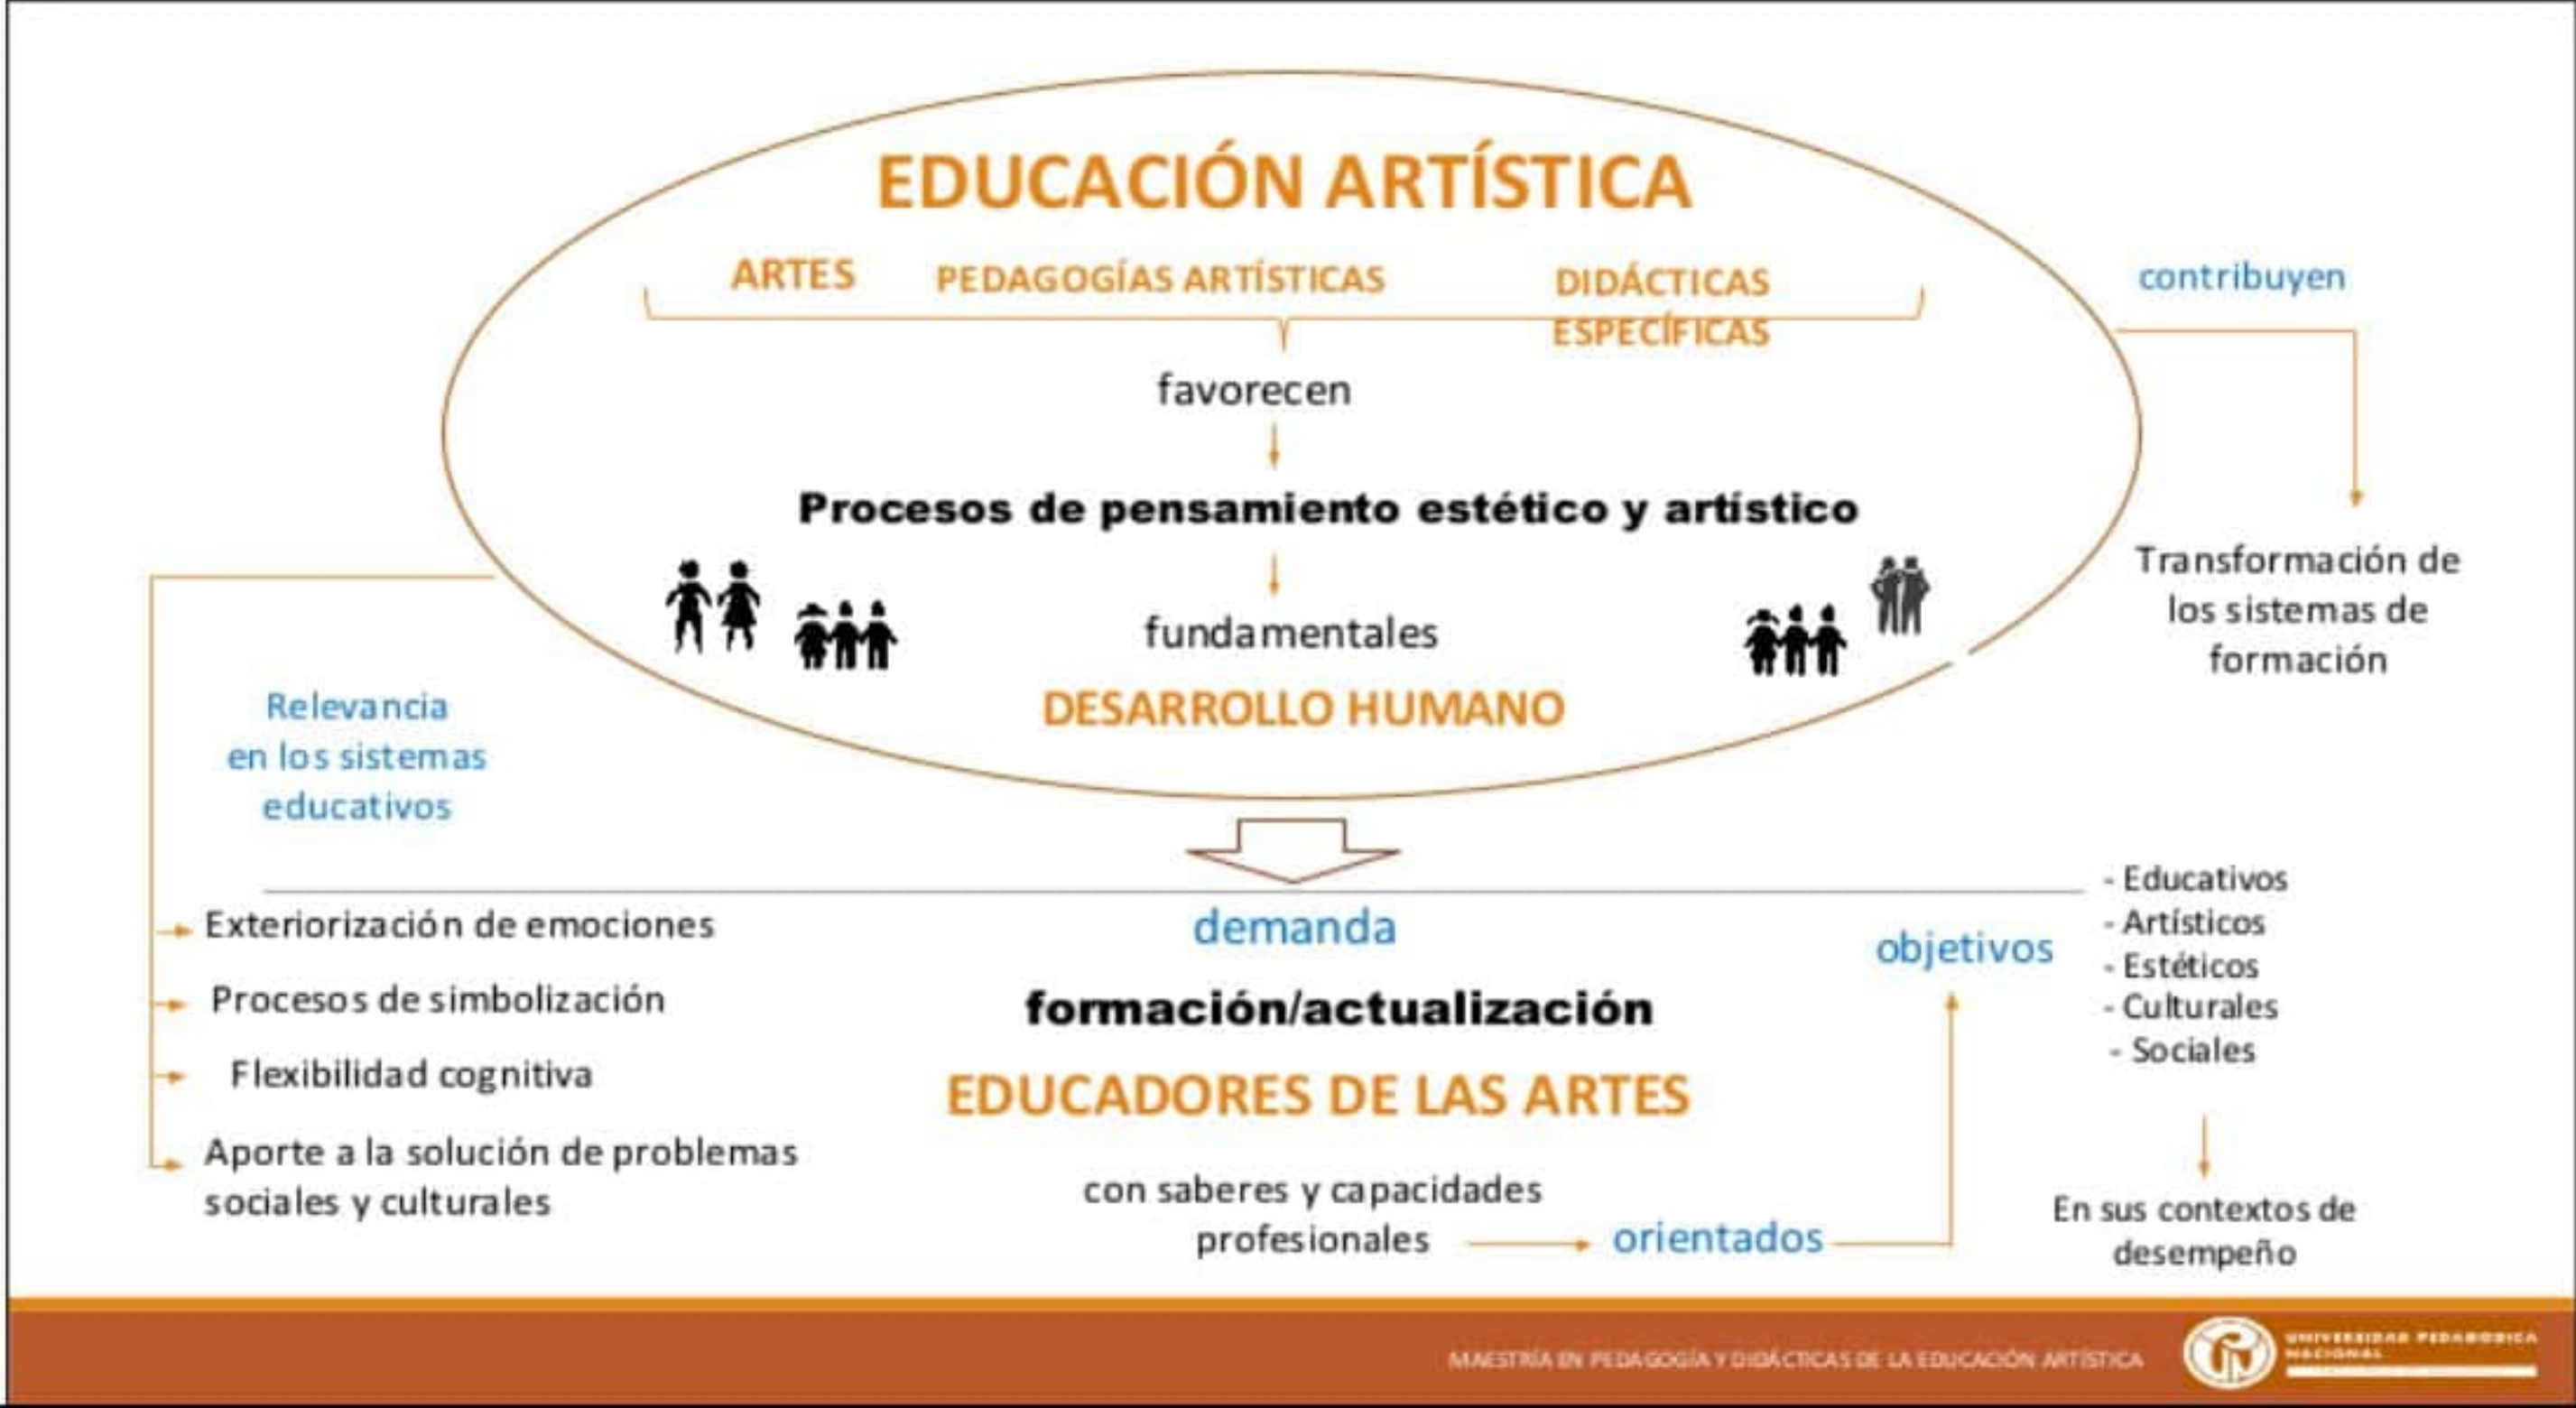 EDUCACIÓN ARTÍSTICA
ARTES
PEDAGOGÍAS ARTÍSTICAS
DIDÁCTICAS
ESPECÍFICAS
favorecen
Procesos de pensamiento estético y artístico
fundamentales
DESARROLLO HUMANO
contribuyen
Transformación de
los sistemas de
formación
Relevancia
en los sistemas
educativos
Exteriorización de emociones
Procesos de simbolización
Flexibilidad cognitiva
Aporte a la solución de problemas
sociales y culturales
demanda
formación/actualización
EDUCADORES DE LAS ARTES
con saberes y capacidades
profesionales
orientados
objetivos
- Educativos
- Artísticos
- Estéticos
- Culturales
- Sociales
En sus contextos de
desempeño
MAESTRÍA EN PEDAGOGÍA Y DIDÁCTICAS DE LA EDUCACIÓN ARTÍSTICA
UNIVERSIDAD PEDAGOGICA
NACIONAL